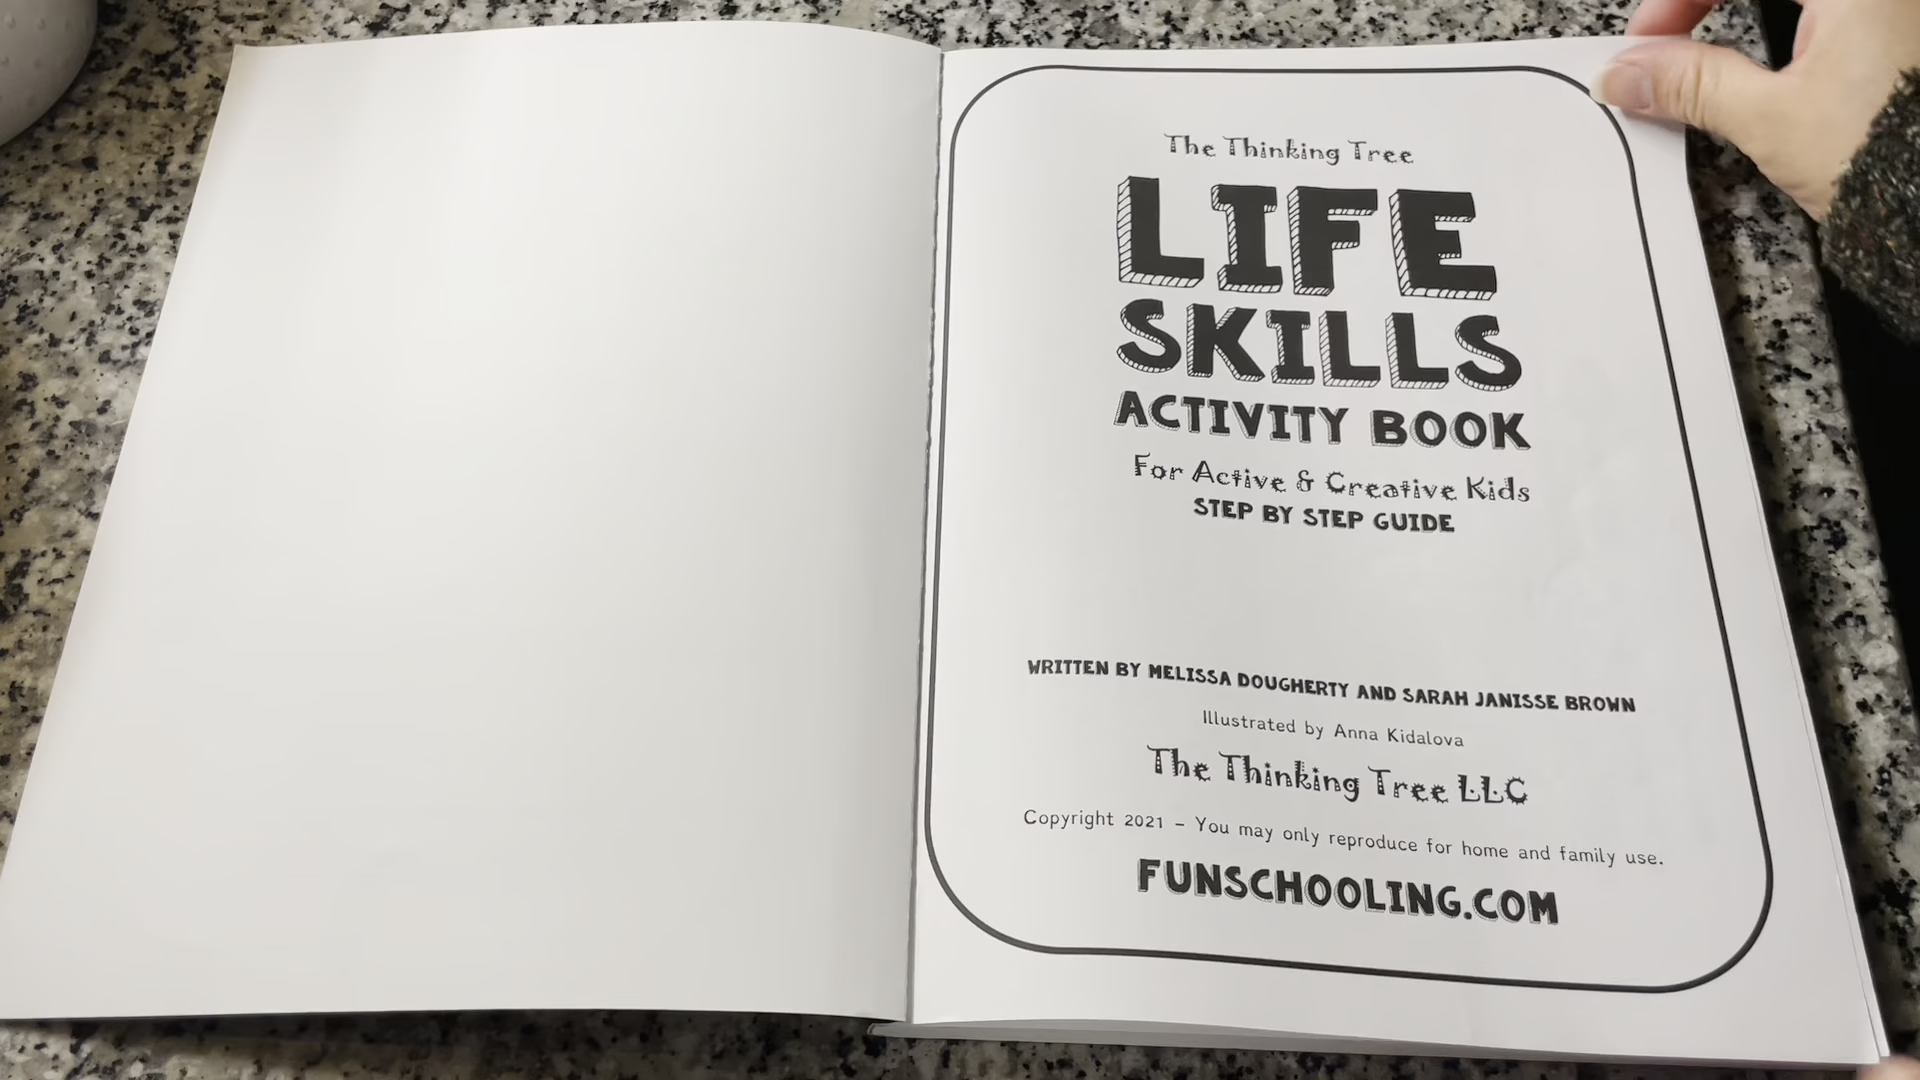 The Thinking Tree
LIFE
SKILLS
ACTIVITY BOOK
For Active & Creative Kids
STEP BY STEP GUIDE
WRITTEN BY MELISSA DOUGHERTY AND SARAH JANISSE BROWN
Illustrated by Anna Kidalova
The Thinking Tree LLC
Copyright 2021 – You may only reproduce for home and family use.
FUNSCHOOLING.COM